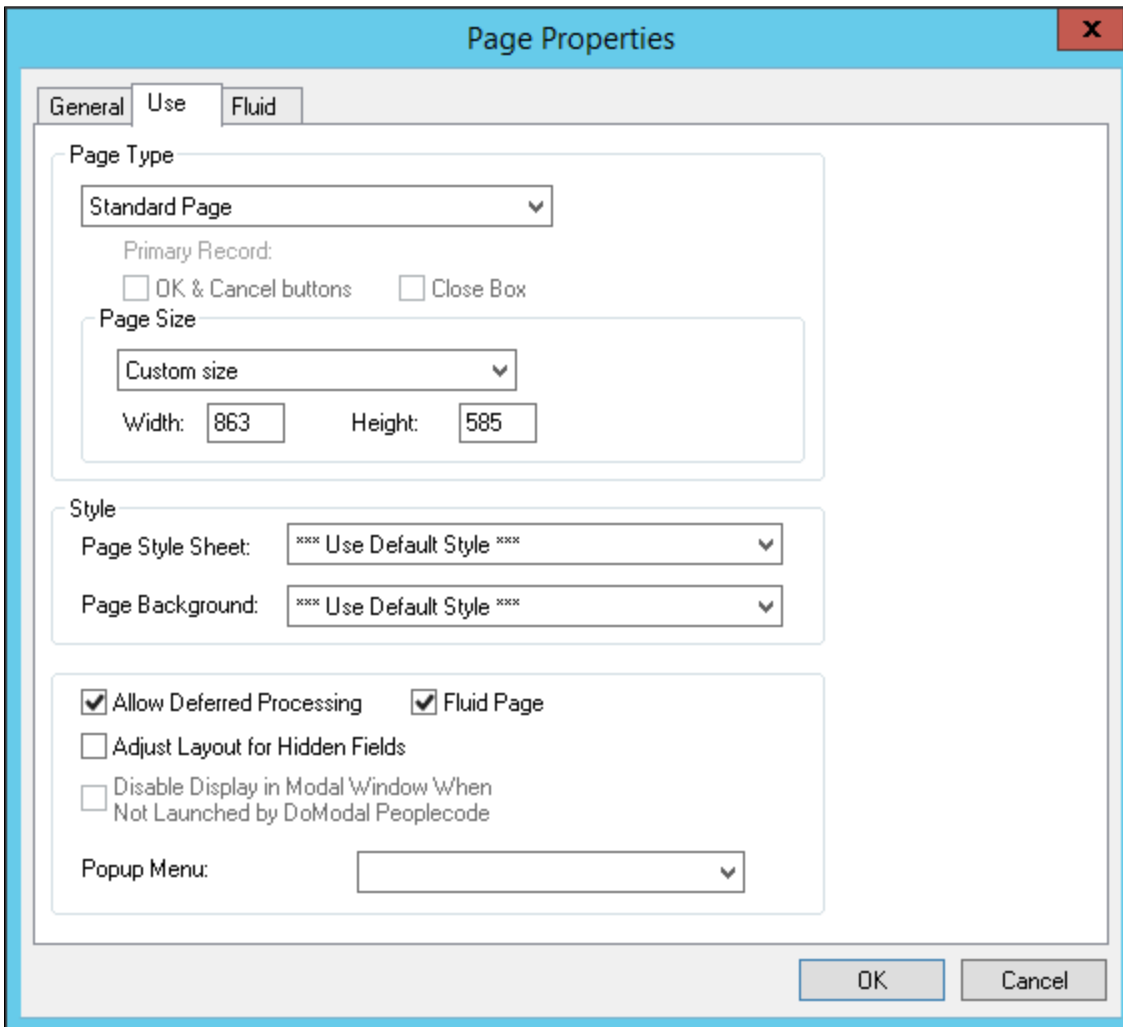 Page Properties
x
General Use Fluid
Page Type
Standard Page
Primary Record:
OK & Cancel buttons Close Box
Page Size
Custom size
Width: 863 Height: 585
Style
Page Style Sheet: *** Use Default Style ***
Page Background: *** Use Default Style ***
Allow Deferred Processing Fluid Page
Adjust Layout for Hidden Fields
Disable Display in Modal Window When
Not Launched by DoModal Peoplecode
Popup Menu:
OK Cancel